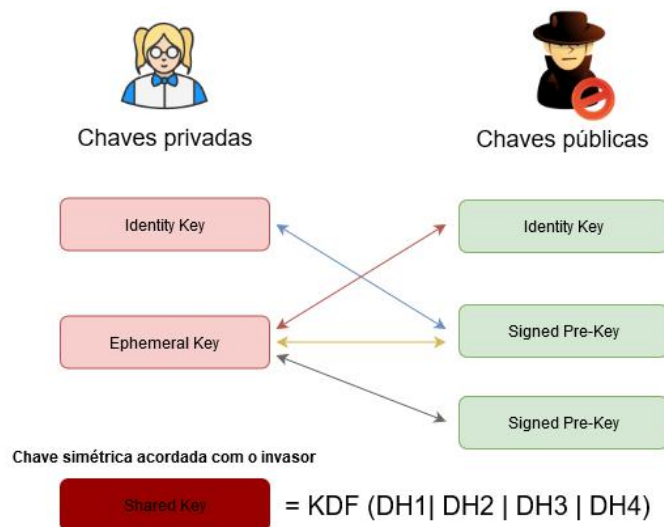 Chaves privadas
Chaves públicas
Identity Key
Identity Key
Ephemeral Key
Signed Pre-Key
Signed Pre-Key
Chave simétrica acordada com o invasor
Shared Key
= KDF (DH1| DH2 | DH3 | DH4)